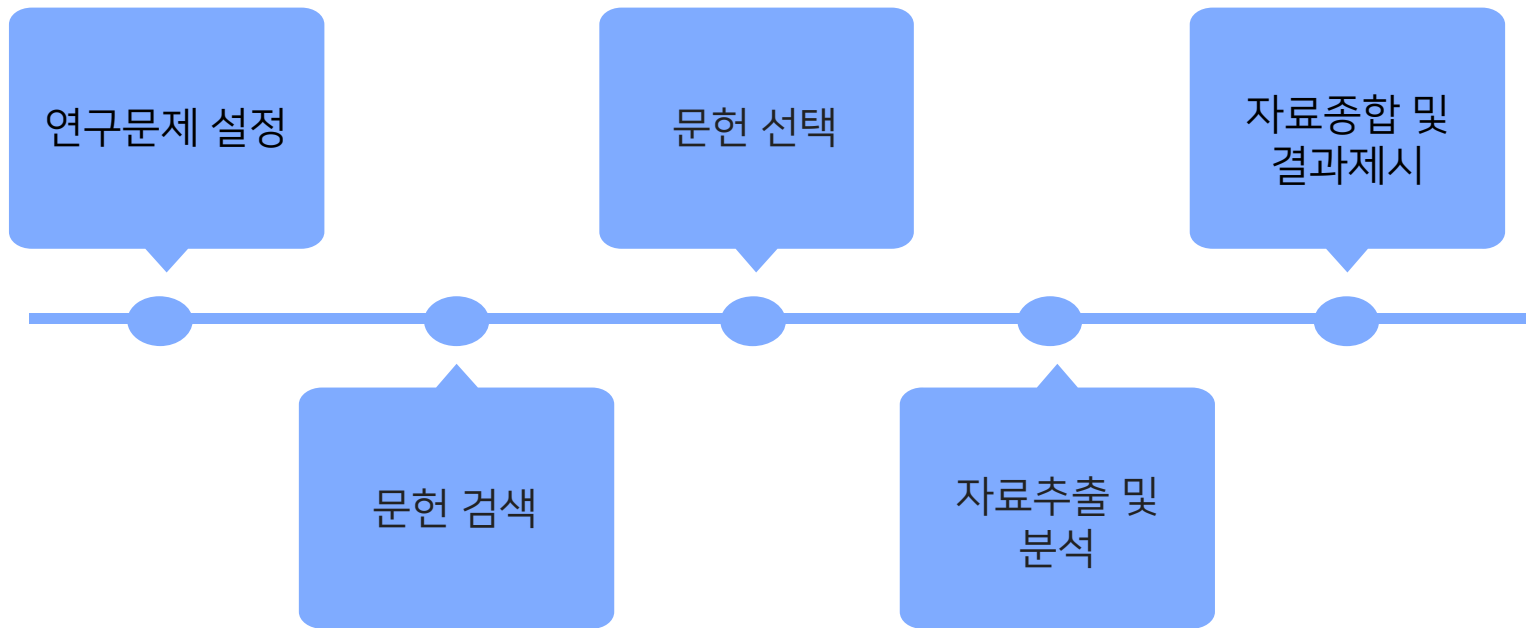 연구문제 설정
문헌 검색
문헌 선택
자료추출 및
분석
자료종합 및
결과제시